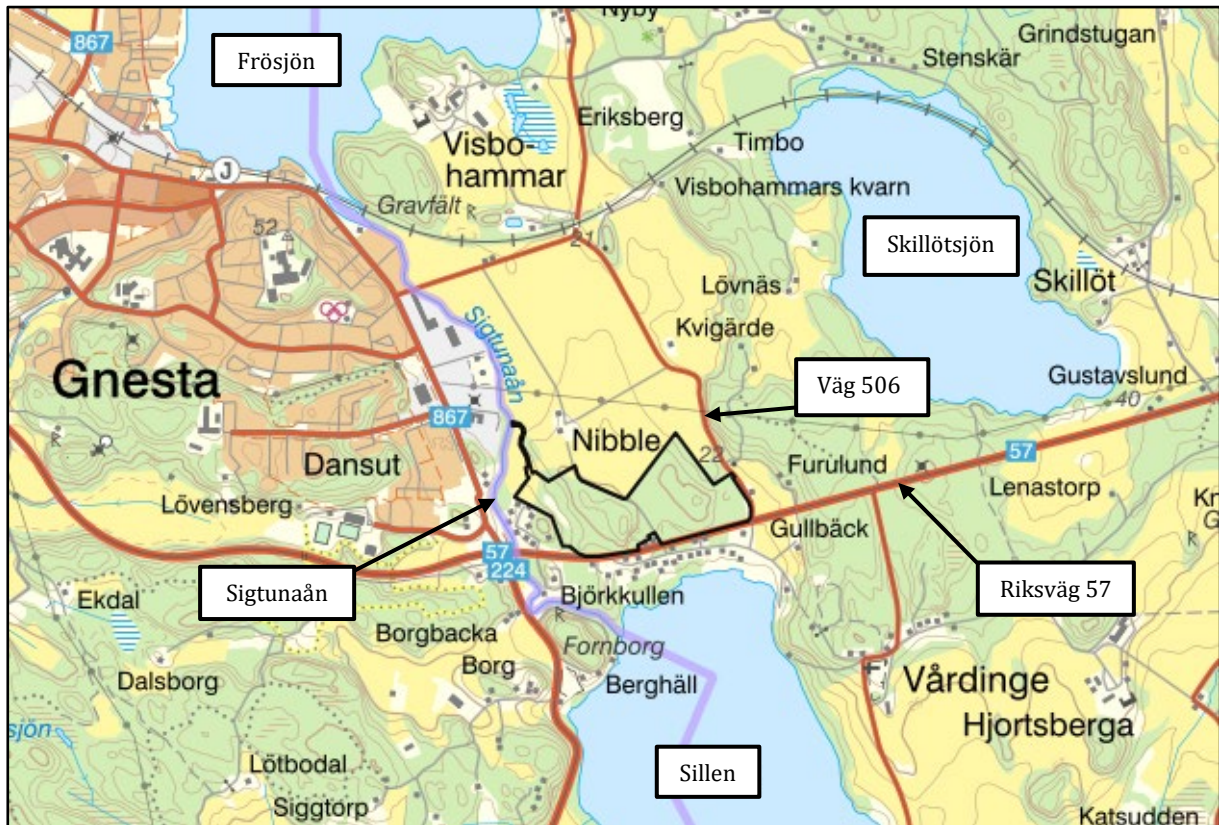 Nyby
Grindstugan
867
Frösjön
Stenskär
Eriksberg
Timbo
Visbo-
hammar
J
Visbohammars kvarn
Gravfält
52
21
Skillötsjön
Lövnäs
Skillöt
Sigtunaån
Kvigärde
Gnesta
Väg 506
Gustavslund
40
867
Nibble
57
Dansut
22
Furulund
Lenastorp
Lövensberg
Gullbäck
57
224
Sigtunaån
Björkkullen
Riksväg 57
Ekdal
Borgbacka
Fornborg
Borg
Berghäll
Dalsborg
Vårdinge
Hjortsberga
Lötbodal
Sillen
Siggtorp
Katsudden